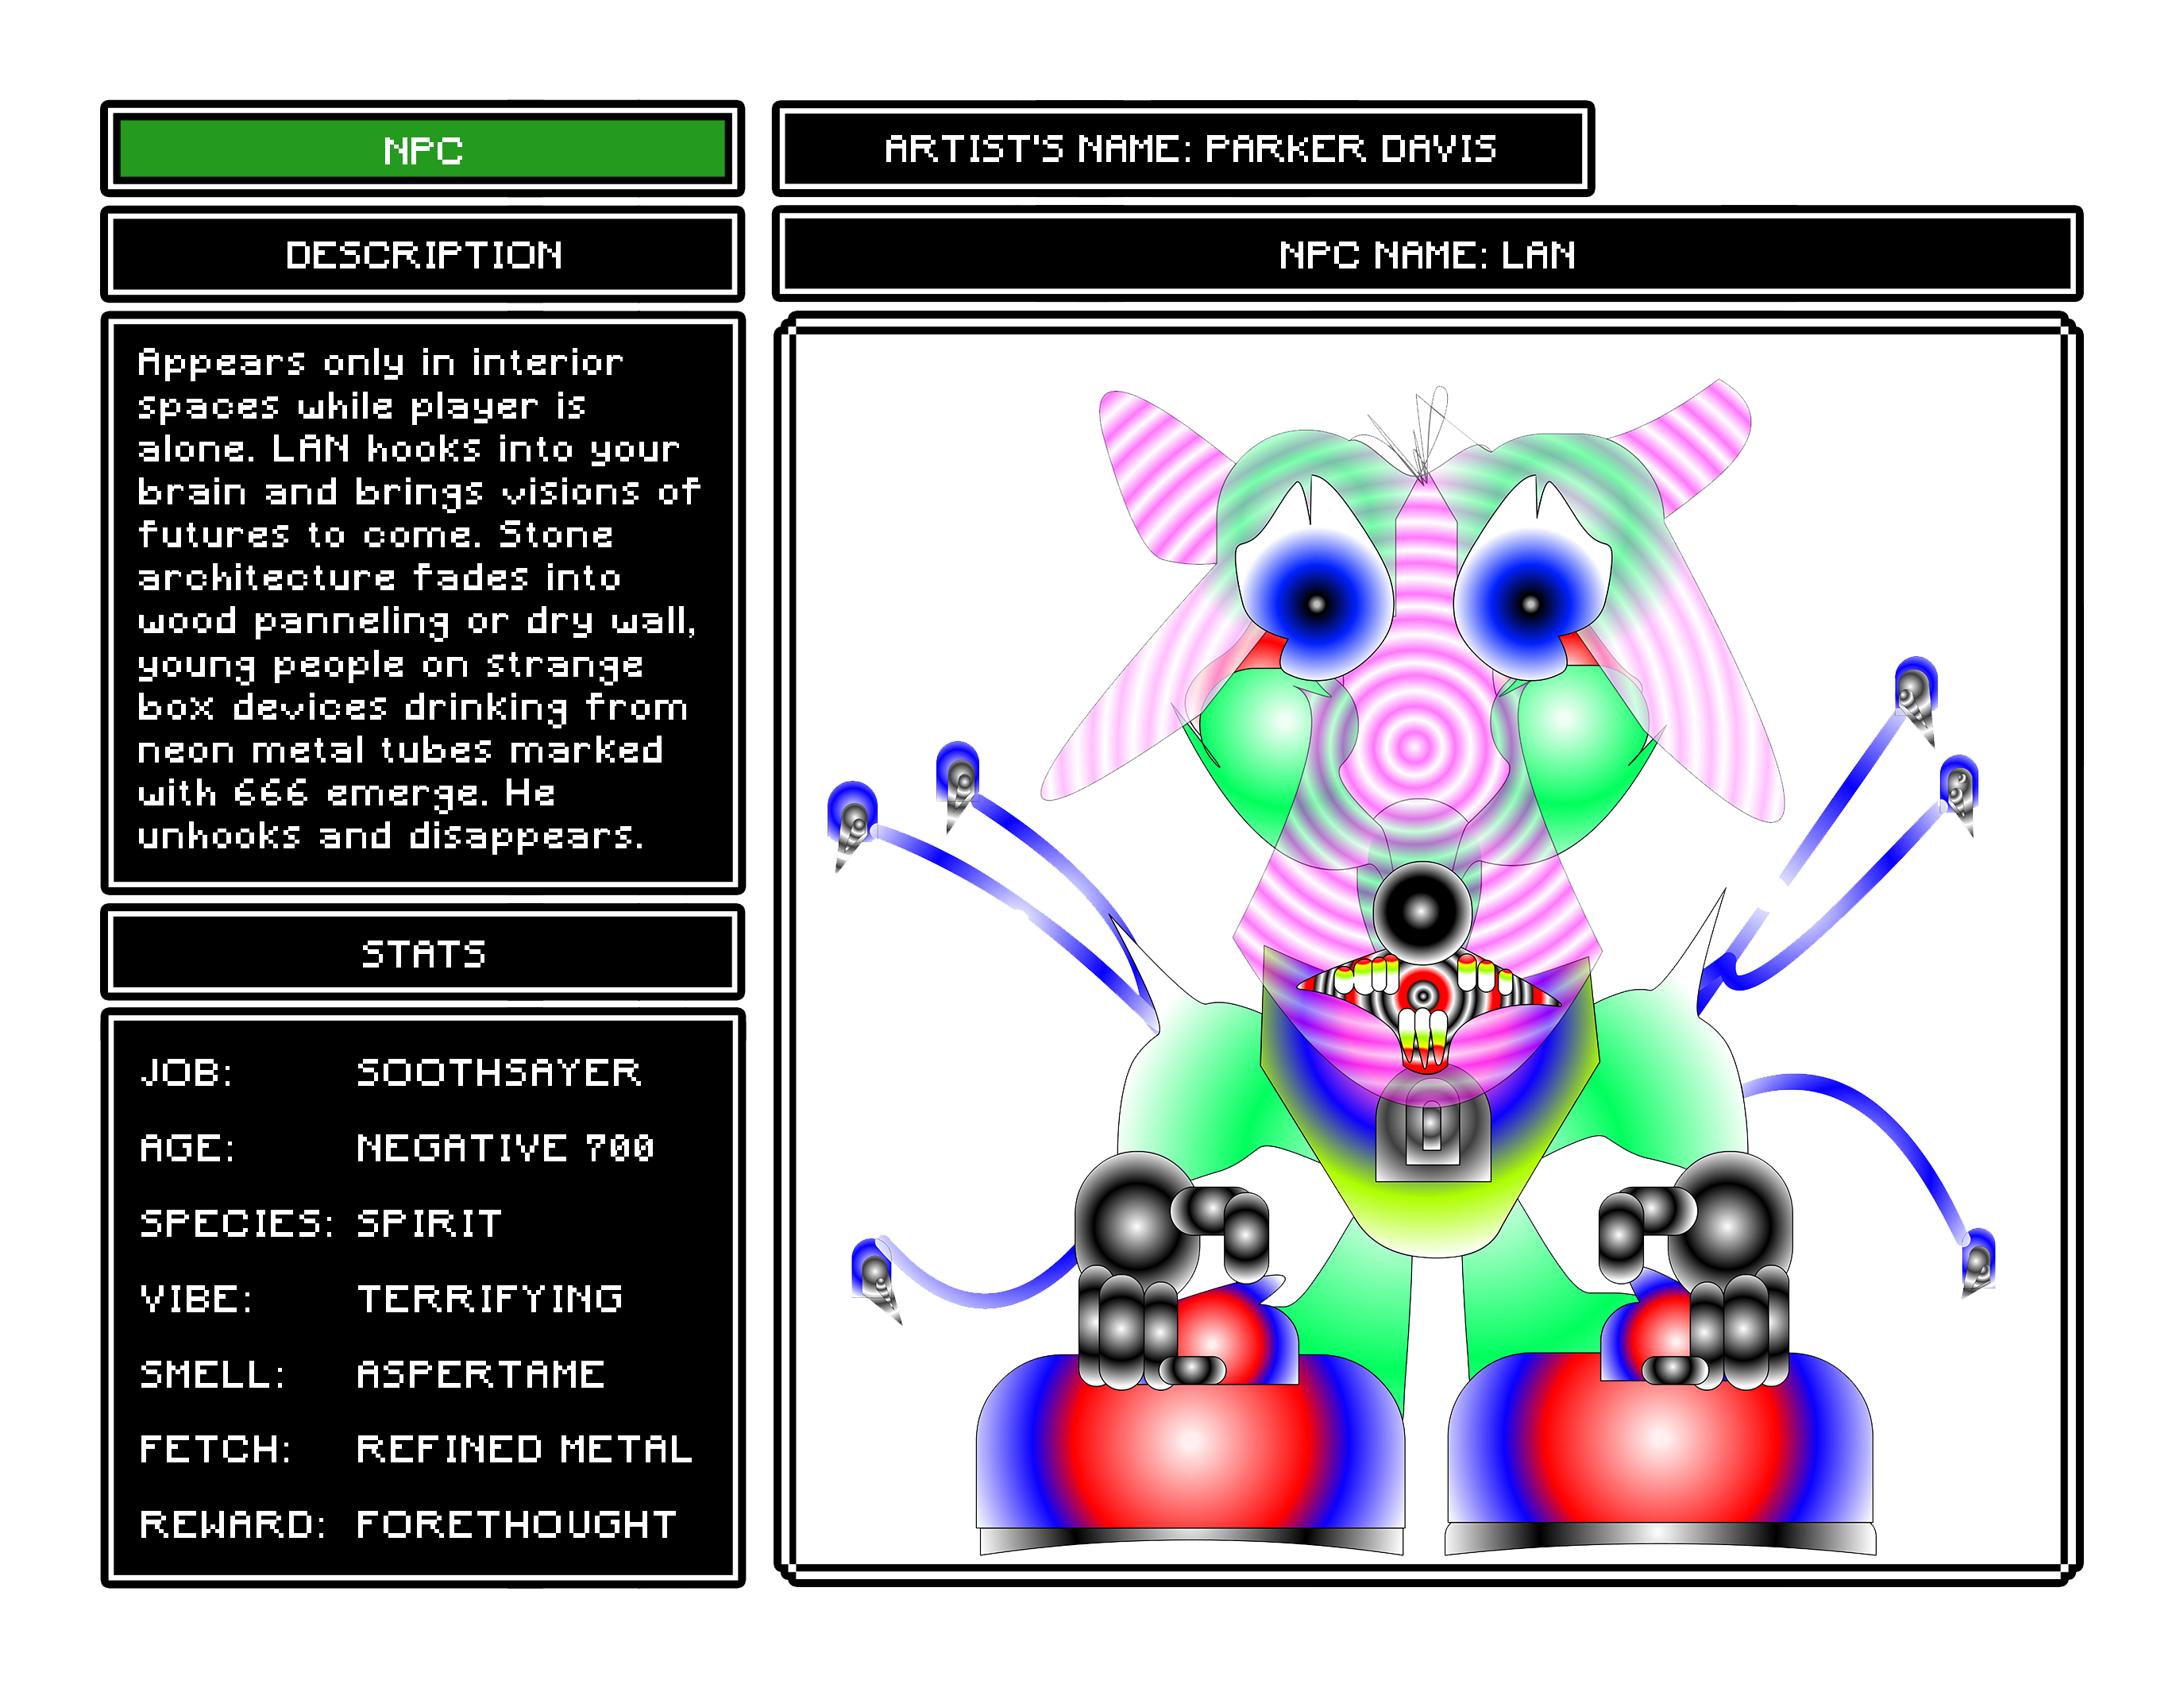 NPC
ARTIST'S NAME: PARKER DAVIS
DESCRIPTION
NPC NAME: LAN
Appears only in interior
spaces while player is
alone. LAN hooks into your
brain and brings visions of
futures to come. Stone
architecture fades into
wood panneling or dry wall,
young people on strange
box devices drinking from
neon metal tubes marked
with 666 emerge. He
unhooks and disappears.
STATS
JOB: SOOTHSAYER
AGE: NEGATIVE 700
SPECIES: SPIRIT
VIBE: TERRIFYING
SMELL: ASPERTAME
FETCH: REFINED METAL
REWARD: FORETHOUGHT